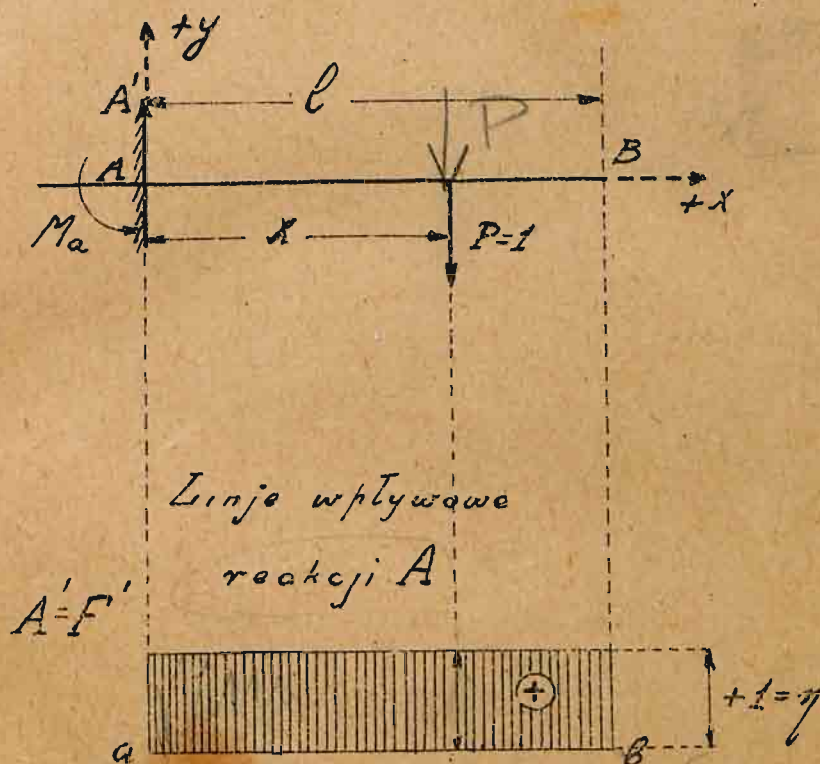 +y
A'
l
P
A
B
+x
Ma
x
P=1
Linje wpływowe
reakcji A
A'=F'
+
+1=η
a
b